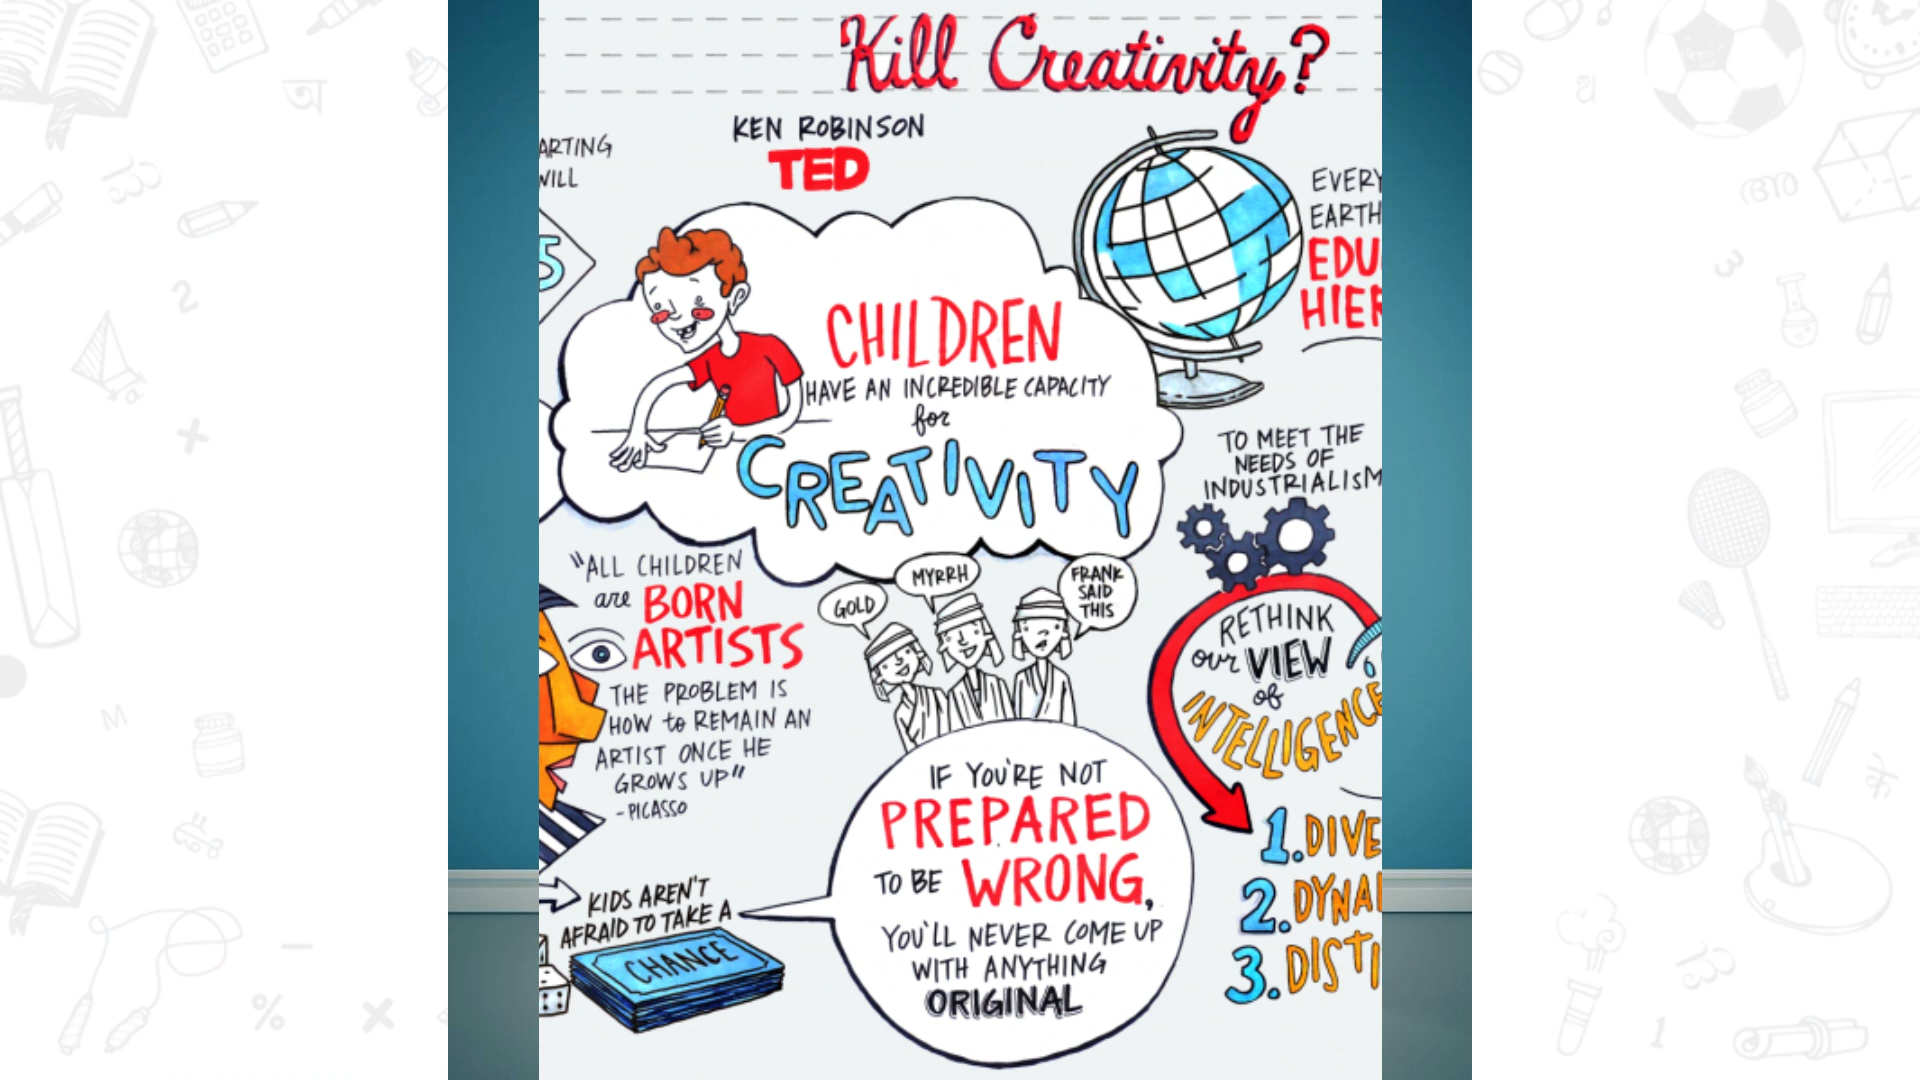 Kill Creativity?
KEN ROBINSON
TED
ARTING
WILL
5
CHILDREN
HAVE AN INCREDIBLE CAPACITY
for
CREATIVITY
EVERY
EARTH
EDU
HIER
TO MEET THE
NEEDS OF
INDUSTRIALISM
"ALL CHILDREN
are BORN
ARTISTS
THE PROBLEM IS
HOW to REMAIN AN
ARTIST ONCE HE
GROWS UP"
-PICASSO
GOLD
MYRRH
FRANK
SAID
THIS
RETHINK
our VIEW
of
INTELLIGENCE
1. DIVE
2. DYNA
3. DISTI
KIDS AREN'T
AFRAID TO TAKE A
CHANCE
IF YOU'RE NOT
PREPARED
TO BE WRONG,
YOU'LL NEVER COME UP
WITH ANYTHING
ORIGINAL
অ
2
M
%
3
क
1